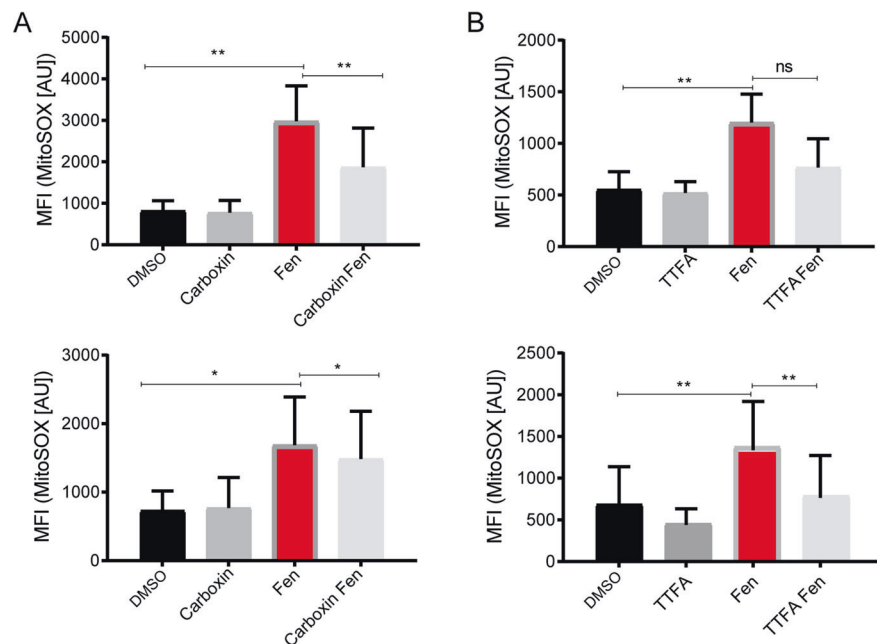 A
MFI (MitoSOX [AU])
5000
4000
3000
2000
1000
0
**
**
DMSO
Carboxin
Fen
Carboxin Fen
B
MFI (MitoSOX [AU])
2000
1500
1000
500
0
**
ns
DMSO
TTFA
Fen
TTFA Fen
MFI (MitoSOX [AU])
3000
2000
1000
0
*
*
DMSO
Carboxin
Fen
Carboxin Fen
MFI (MitoSOX [AU])
2500
2000
1500
1000
500
0
**
**
DMSO
TTFA
Fen
TTFA Fen